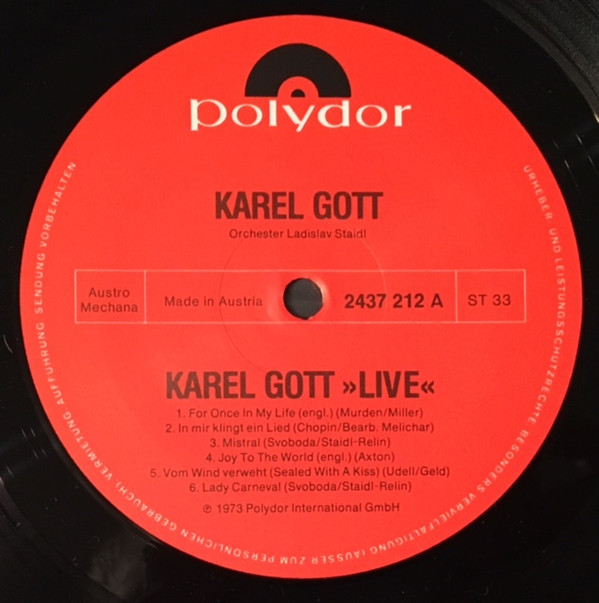 polydor
KAREL GOTT
Orchester Ladislav Staidl
Austro
Mechana
Made in Austria
2437 212 A
ST 33
KAREL GOTT »LIVE«
1. For Once In My Life (engl.) (Murden/Miller)
2. In mir klingt ein Lied (Chopin/Bearb. Melichar)
3. Mistral (Svoboda/Staidl-Relin)
4. Joy To The World (engl.) (Axton)
5. Vom Wind verweht (Sealed With A Kiss) (Udell/Geld)
6. Lady Carneval (Svoboda/Staidl-Relin)
℗ 1973 Polydor International GmbH
URHEBER- UND LEISTUNGSSCHUTZRECHTE BESONDERS VERVIELFÄLTIGUNG (AUSSER ZUM PERSÖNLICHEN GEBRAUCH), VERMIETUNG AUFFÜHRUNG SENDUNG VORBEHALTEN